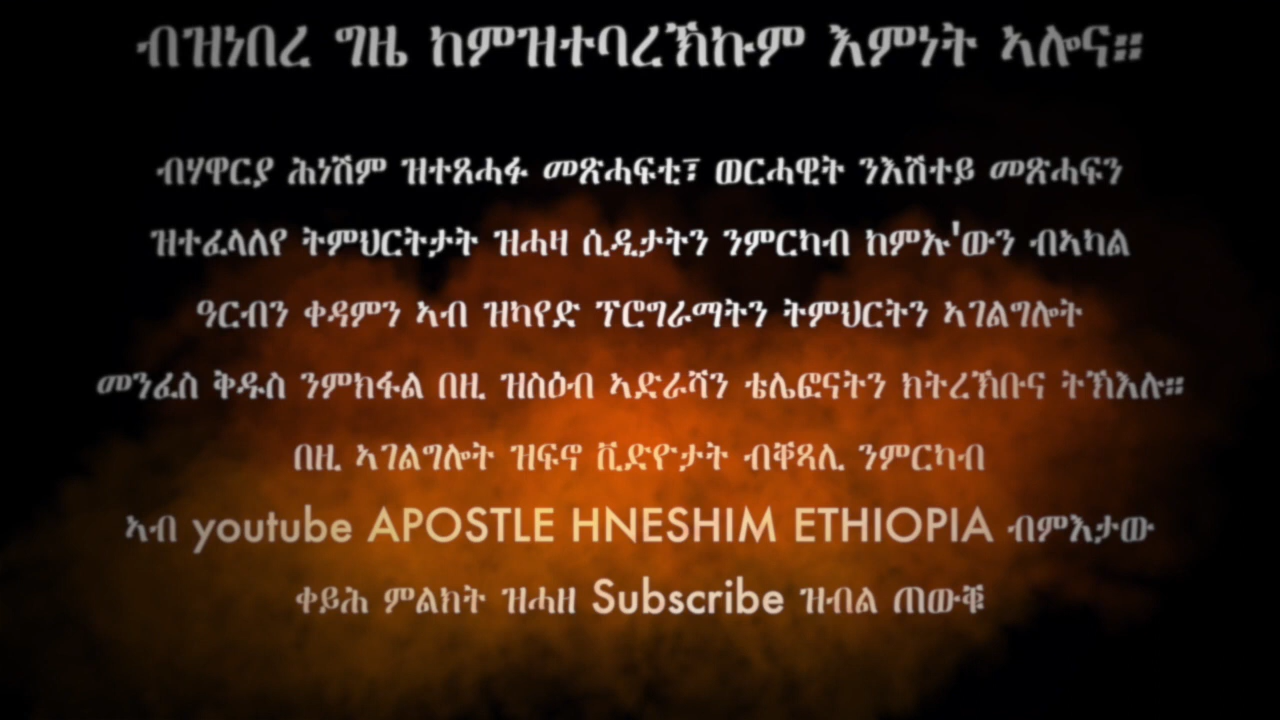 ብዝነበረ ግዜ ከምዝተባረኽኩም እምነት ኣሎና።
ብሃዋርያ ሕነሽም ዝተጸሓፋ መጽሓፍቲ፣ ወርሓዊት ንእሽተይ መጽሓፍን
ዝተፈላለየ ትምህርትታት ዝሓዛ ሲዲታትን ንምርካብ ከምኡ'ውን ብኣካል
ዓርብን ቀዳምን ኣብ ዝካየድ ፕሮግራማትን ትምህርትን ኣገልግሎት
መንፈስ ቅዱስ ንምክፋል በዚ ዝስዕብ ኣድራሻን ቴሌፎናትን ክትረኽቡና ትኽእሉ።
በዚ ኣገልግሎት ዝፍኖ ቪድዮታት ብቐጻሊ ንምርካብ
ኣብ youtube APOSTLE HNESHIM ETHIOPIA ብምእታው
ቀይሕ ምልክት ዝሓዘ Subscribe ዝብል ጠውቑ